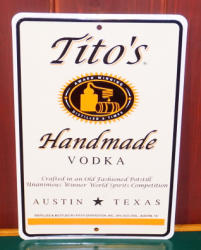 Tito's
Handmade
VODKA
Crafted in an Old Fashioned Potstill
Unanimous Winner World Spirits Competition
AUSTIN ★ TEXAS